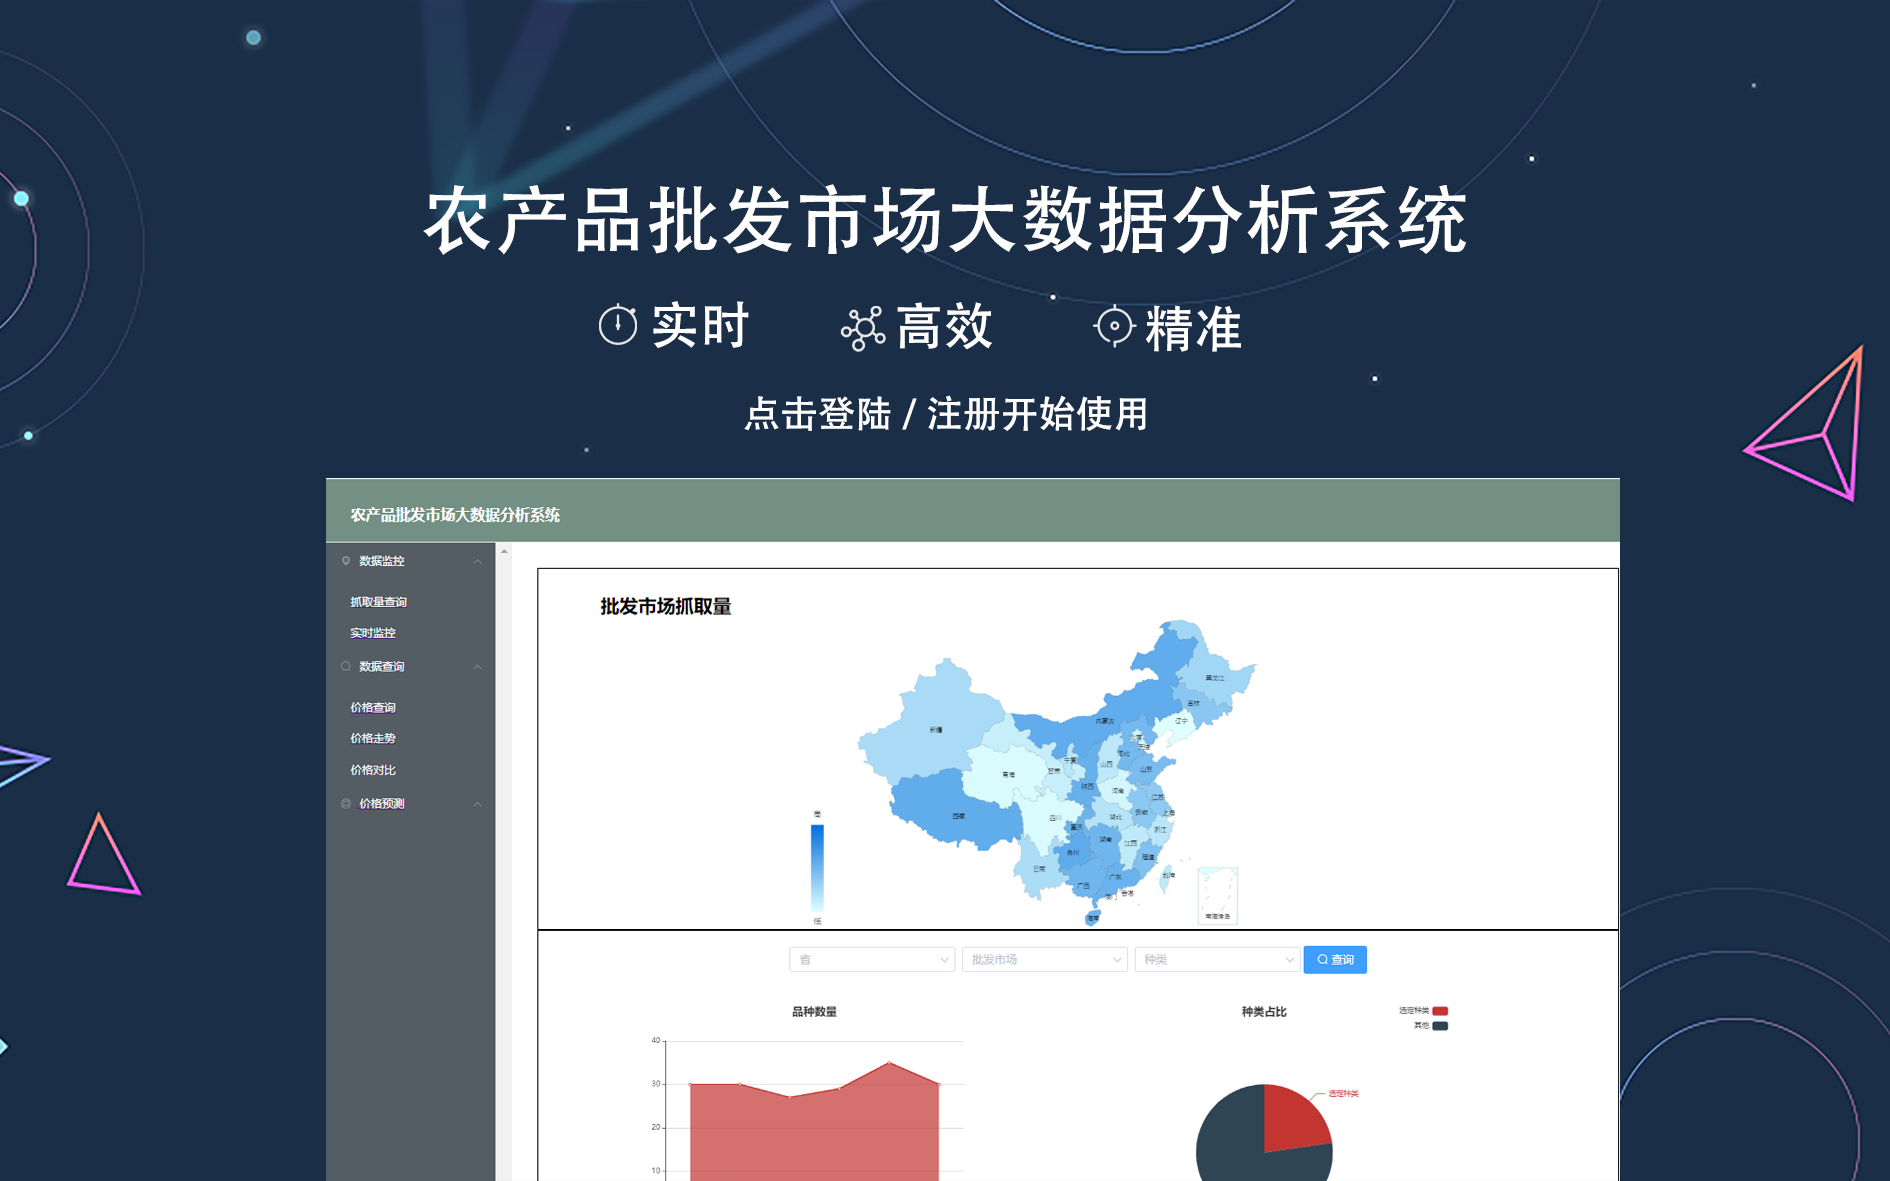 农产品批发市场大数据分析系统
实时 高效 精准
点击登陆 / 注册开始使用
农产品批发市场大数据分析系统
数据监控
抓取量查询
实时监控
数据查询
价格查询
价格走势
价格对比
价格预测
批发市场抓取量
黑龙江
吉林
辽宁
内蒙古
新疆
北京
天津
河北
山西
山东
宁夏
甘肃
青海
陕西
河南
江苏
安徽
上海
西藏
四川
湖北
重庆
浙江
湖南
江西
贵州
福建
云南
广西
广东
台湾
香港
澳门
海南
南海诸岛
高
低
省 批发市场 种类 查询
品种数量
40
30
20
10
种类占比
选定种类
其他
选定种类